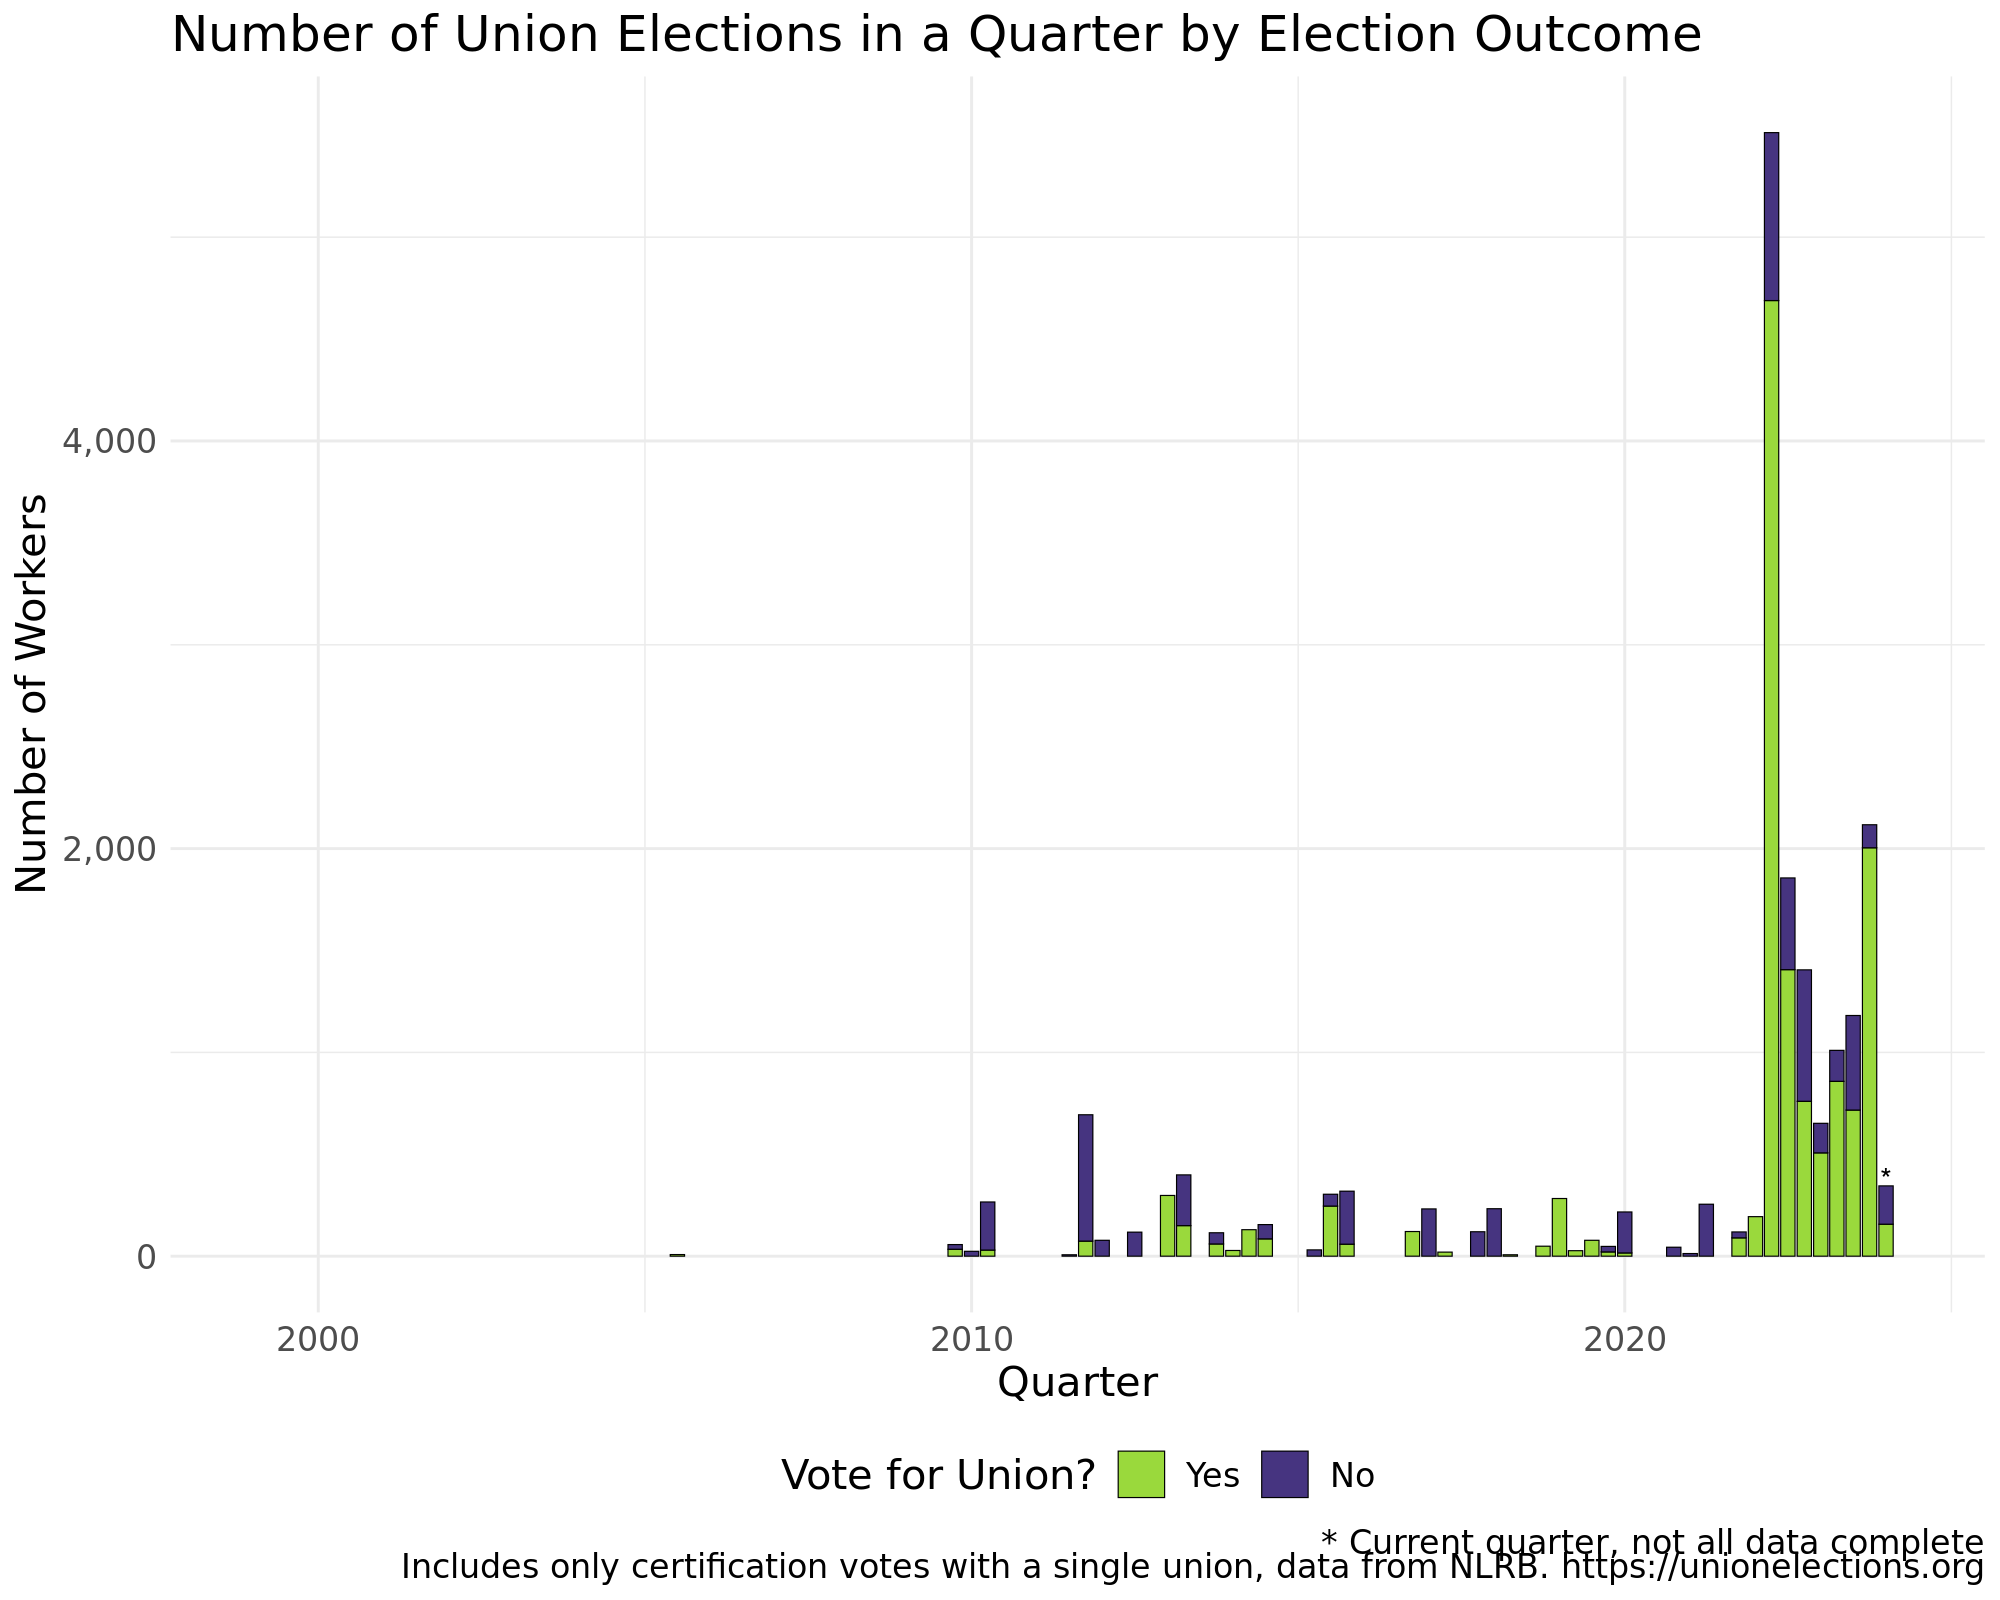 Number of Union Elections in a Quarter by Election Outcome
Number of Workers
4,000
2,000
0
*
2000 2010 2020
Quarter
Vote for Union? Yes No
* Current quarter, not all data complete
Includes only certification votes with a single union, data from NLRB. https://unionelections.org